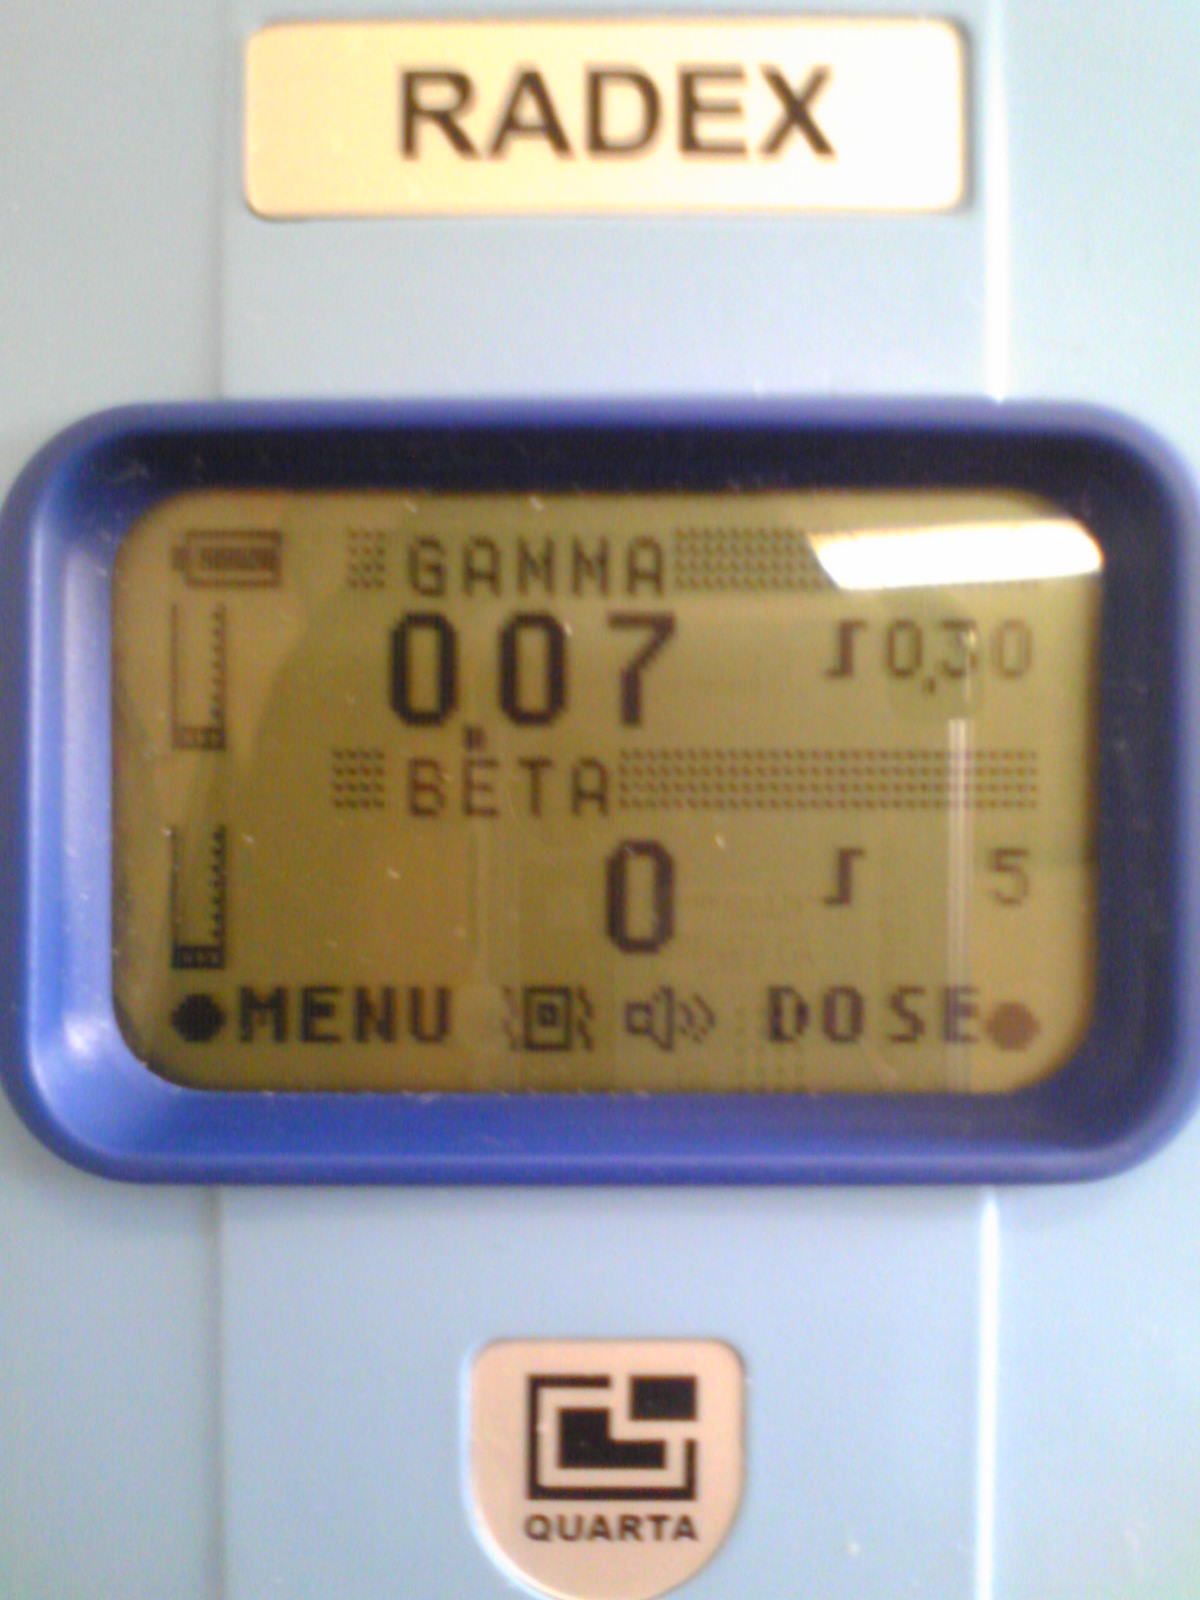 RADEX
GAMMA
0,07 0,30
BETA
0 5
MENU DOSE
QUARTA